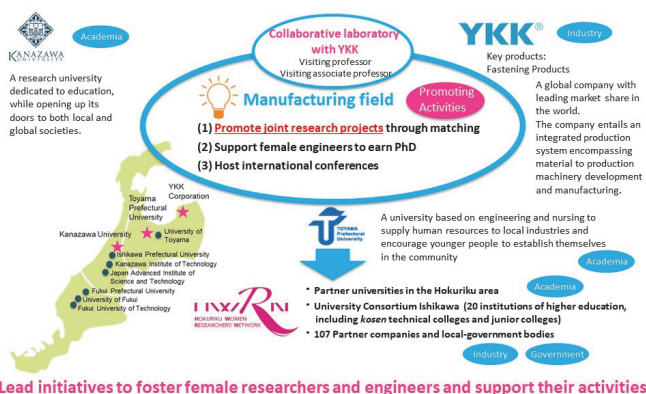 KANAZAWA
UNIVERSITY
Academia
A research university
dedicated to education,
while opening up its
doors to both local and
global societies.
Collaborative laboratory
with YKK
Visiting professor
Visiting associate professor
Manufacturing field
Promoting
Activities
(1) Promote joint research projects through matching
(2) Support female engineers to earn PhD
(3) Host international conferences
YKK®
Industry
Key products:
Fastening Products
A global company with
leading market share in
the world.
The company entails an
integrated production
system encompassing
material to production
machinery development
and manufacturing.
YKK
Corporation
Toyama
Prefectural
University
Kanazawa University
University of
Toyama
Ishikawa Prefectural University
Kanazawa Institute of Technology
Japan Advanced Institute of
Science and Technology
Fukui Prefectural University
University of Fukui
Fukui University of Technology
TOYAMA
Prefectural
University
A university based on engineering and nursing to
supply human resources to local industries and
encourage younger people to establish themselves
in the community
Academia
HOKURIKU WOMEN
RESEARCHERS' NETWORK
* Partner universities in the Hokuriku area
Academia
* University Consortium Ishikawa (20 institutions of higher education,
including kosen technical colleges and junior colleges)
* 107 Partner companies and local-government bodies
Industry
Government
Lead initiatives to foster female researchers and engineers and support their activities